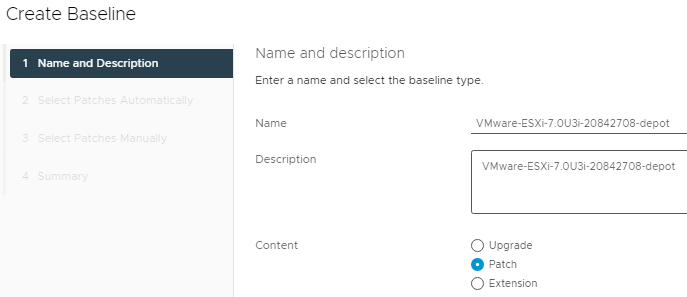 Create Baseline
1 Name and Description
2 Select Patches Automatically
3 Select Patches Manually
4 Summary
Name and description
Enter a name and select the baseline type.
Name
VMware-ESXi-7.0U3i-20842708-depot
Description
VMware-ESXi-7.0U3i-20842708-depot
Content
Upgrade
Patch
Extension